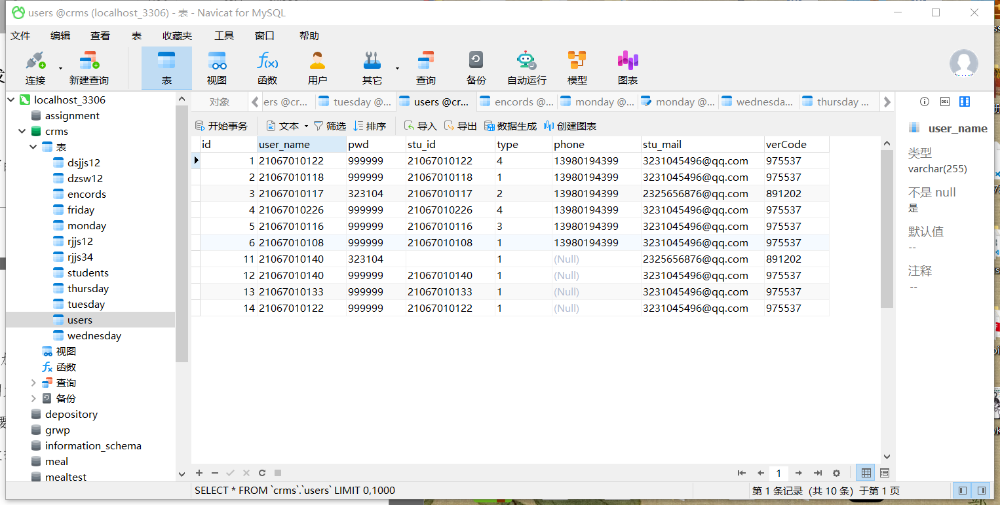 users @crms (localhost_3306) - 表 - Navicat for MySQL
文件 编辑 查看 表 收藏夹 工具 窗口 帮助
连接 新建查询 表 视图 函数 用户 其它 查询 备份 自动运行 模型 图表
对象 ers @cr... tuesday @... users @cr... encords @... monday @... monday @... wednesda... thursday ...
开始事务 文本 筛选 排序 导入 导出 数据生成 创建图表
localhost_3306
assignment
crms
表
dsjjs12
dzsw12
encords
friday
monday
rjjs12
rjjs34
students
thursday
tuesday
users
wednesday
视图
函数
查询
备份
depository
grwp
information_schema
meal
mealtest
id user_name pwd stu_id type phone stu_mail verCode
1 21067010122 999999 21067010122 4 13980194399 3231045496@qq.com 975537
2 21067010118 999999 21067010118 1 13980194399 3231045496@qq.com 975537
3 21067010117 323104 21067010117 2 13980194399 2325656876@qq.com 891202
4 21067010226 999999 21067010226 4 13980194399 3231045496@qq.com 975537
5 21067010116 999999 21067010116 3 13980194399 3231045496@qq.com 975537
6 21067010108 999999 21067010108 1 13980194399 3231045496@qq.com 975537
11 21067010140 323104 1 (Null) 2325656876@qq.com 891202
12 21067010140 999999 21067010140 1 (Null) 3231045496@qq.com 975537
13 21067010133 999999 21067010133 1 (Null) 3231045496@qq.com 975537
14 21067010122 999999 21067010122 1 (Null) 3231045496@qq.com 975537
DDL
user_name
类型
varchar(255)
不是 null
是
默认值
--
注释
--
1
SELECT * FROM `crms`.`users` LIMIT 0,1000
第 1 条记录 (共 10 条) 于第 1 页